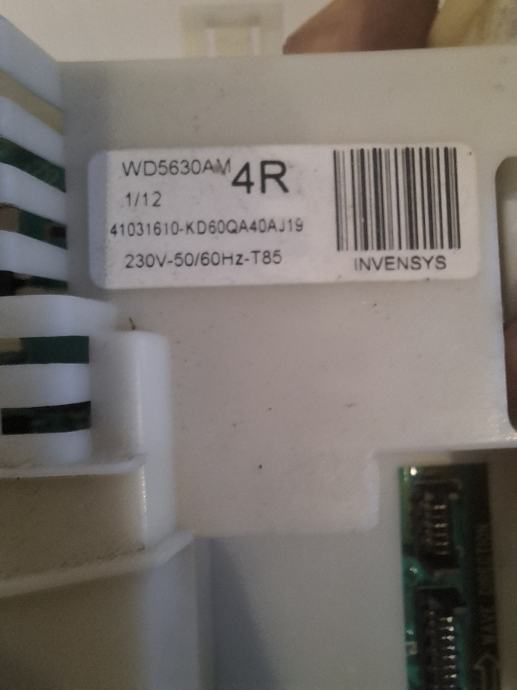 WD5630AM 4R
1/12
41031610-KD60QA40AJ19
230V-50/60Hz-T85
INVENSYS